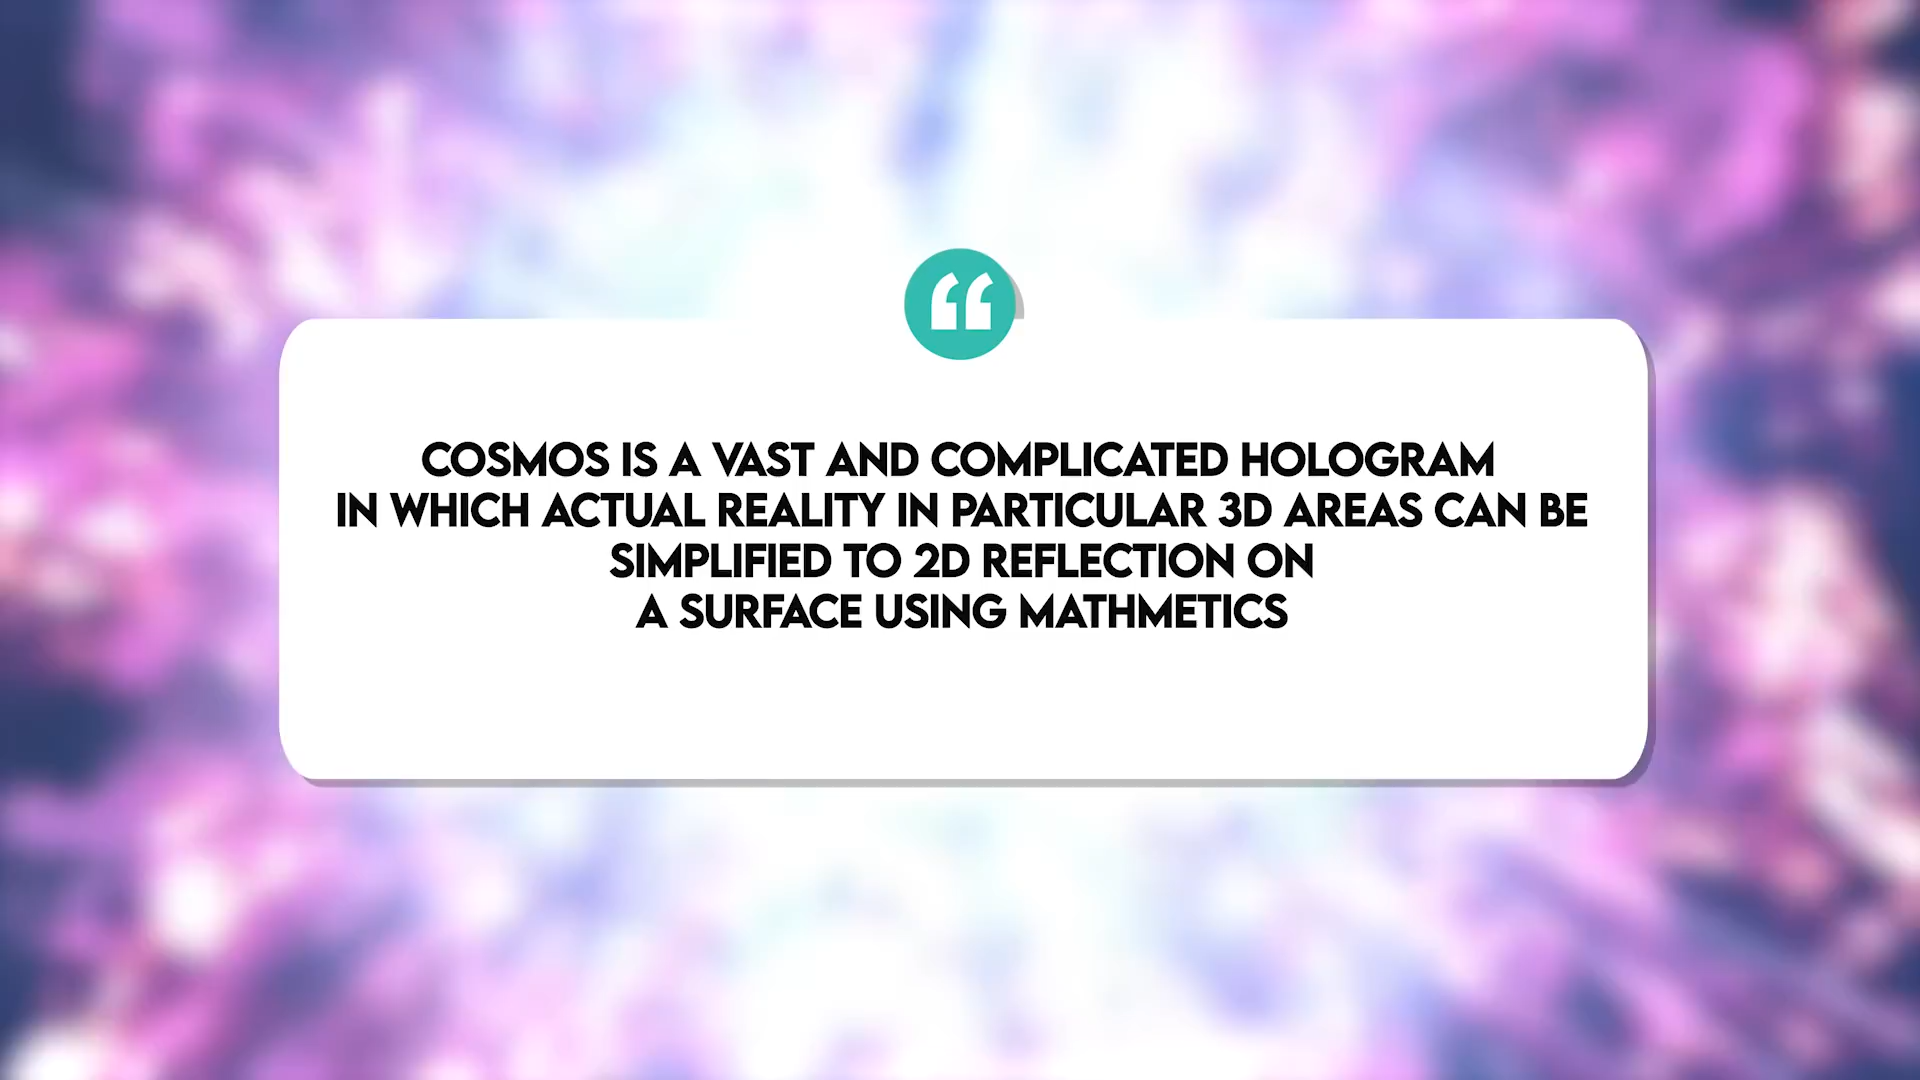 COSMOS IS A VAST AND COMPLICATED HOLOGRAM
IN WHICH ACTUAL REALITY IN PARTICULAR 3D AREAS CAN BE
SIMPLIFIED TO 2D REFLECTION ON
A SURFACE USING MATHMETICS